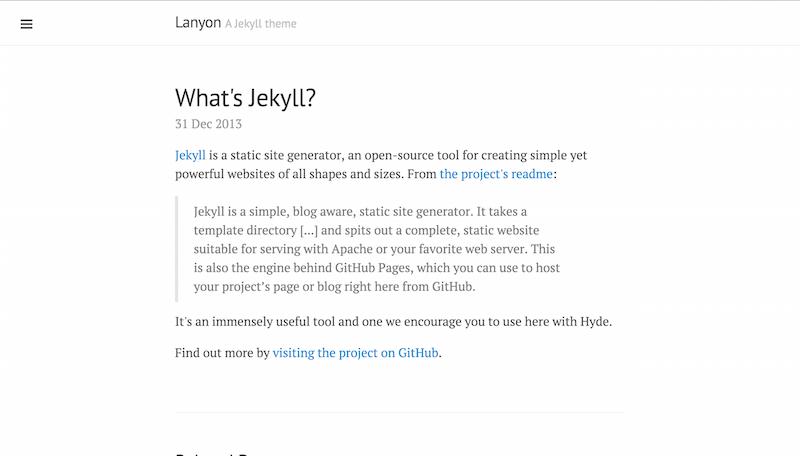 Lanyon A Jekyll theme
What's Jekyll?
31 Dec 2013
Jekyll is a static site generator, an open-source tool for creating simple yet
powerful websites of all shapes and sizes. From the project's readme:
Jekyll is a simple, blog aware, static site generator. It takes a
template directory [...] and spits out a complete, static website
suitable for serving with Apache or your favorite web server. This
is also the engine behind GitHub Pages, which you can use to host
your project’s page or blog right here from GitHub.
It's an immensely useful tool and one we encourage you to use here with Hyde.
Find out more by visiting the project on GitHub.